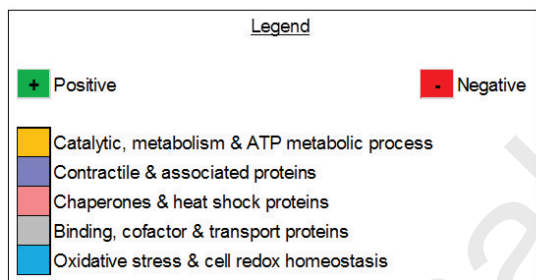 Legend
+ Positive
- Negative
Catalytic, metabolism & ATP metabolic process
Contractile & associated proteins
Chaperones & heat shock proteins
Binding, cofactor & transport proteins
Oxidative stress & cell redox homeostasis